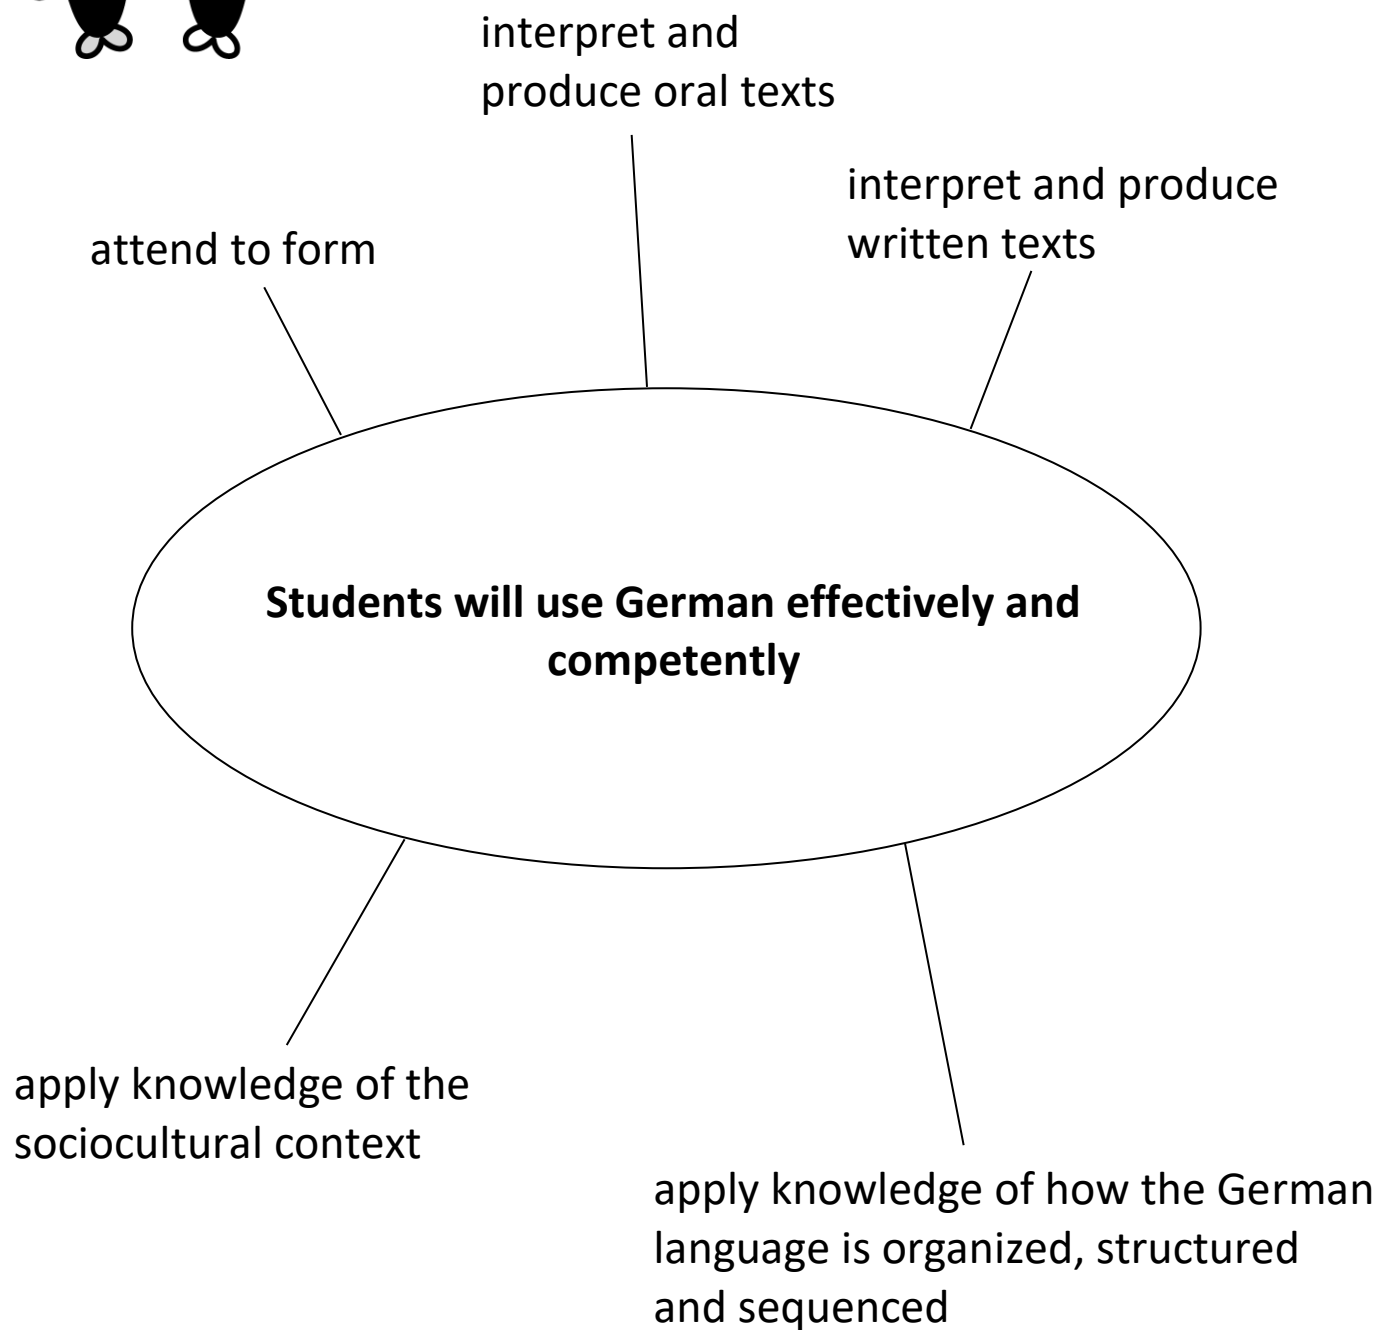 interpret and
produce oral texts
interpret and produce
written texts
attend to form
Students will use German effectively and
competently
apply knowledge of the
sociocultural context
apply knowledge of how the German
language is organized, structured
and sequenced